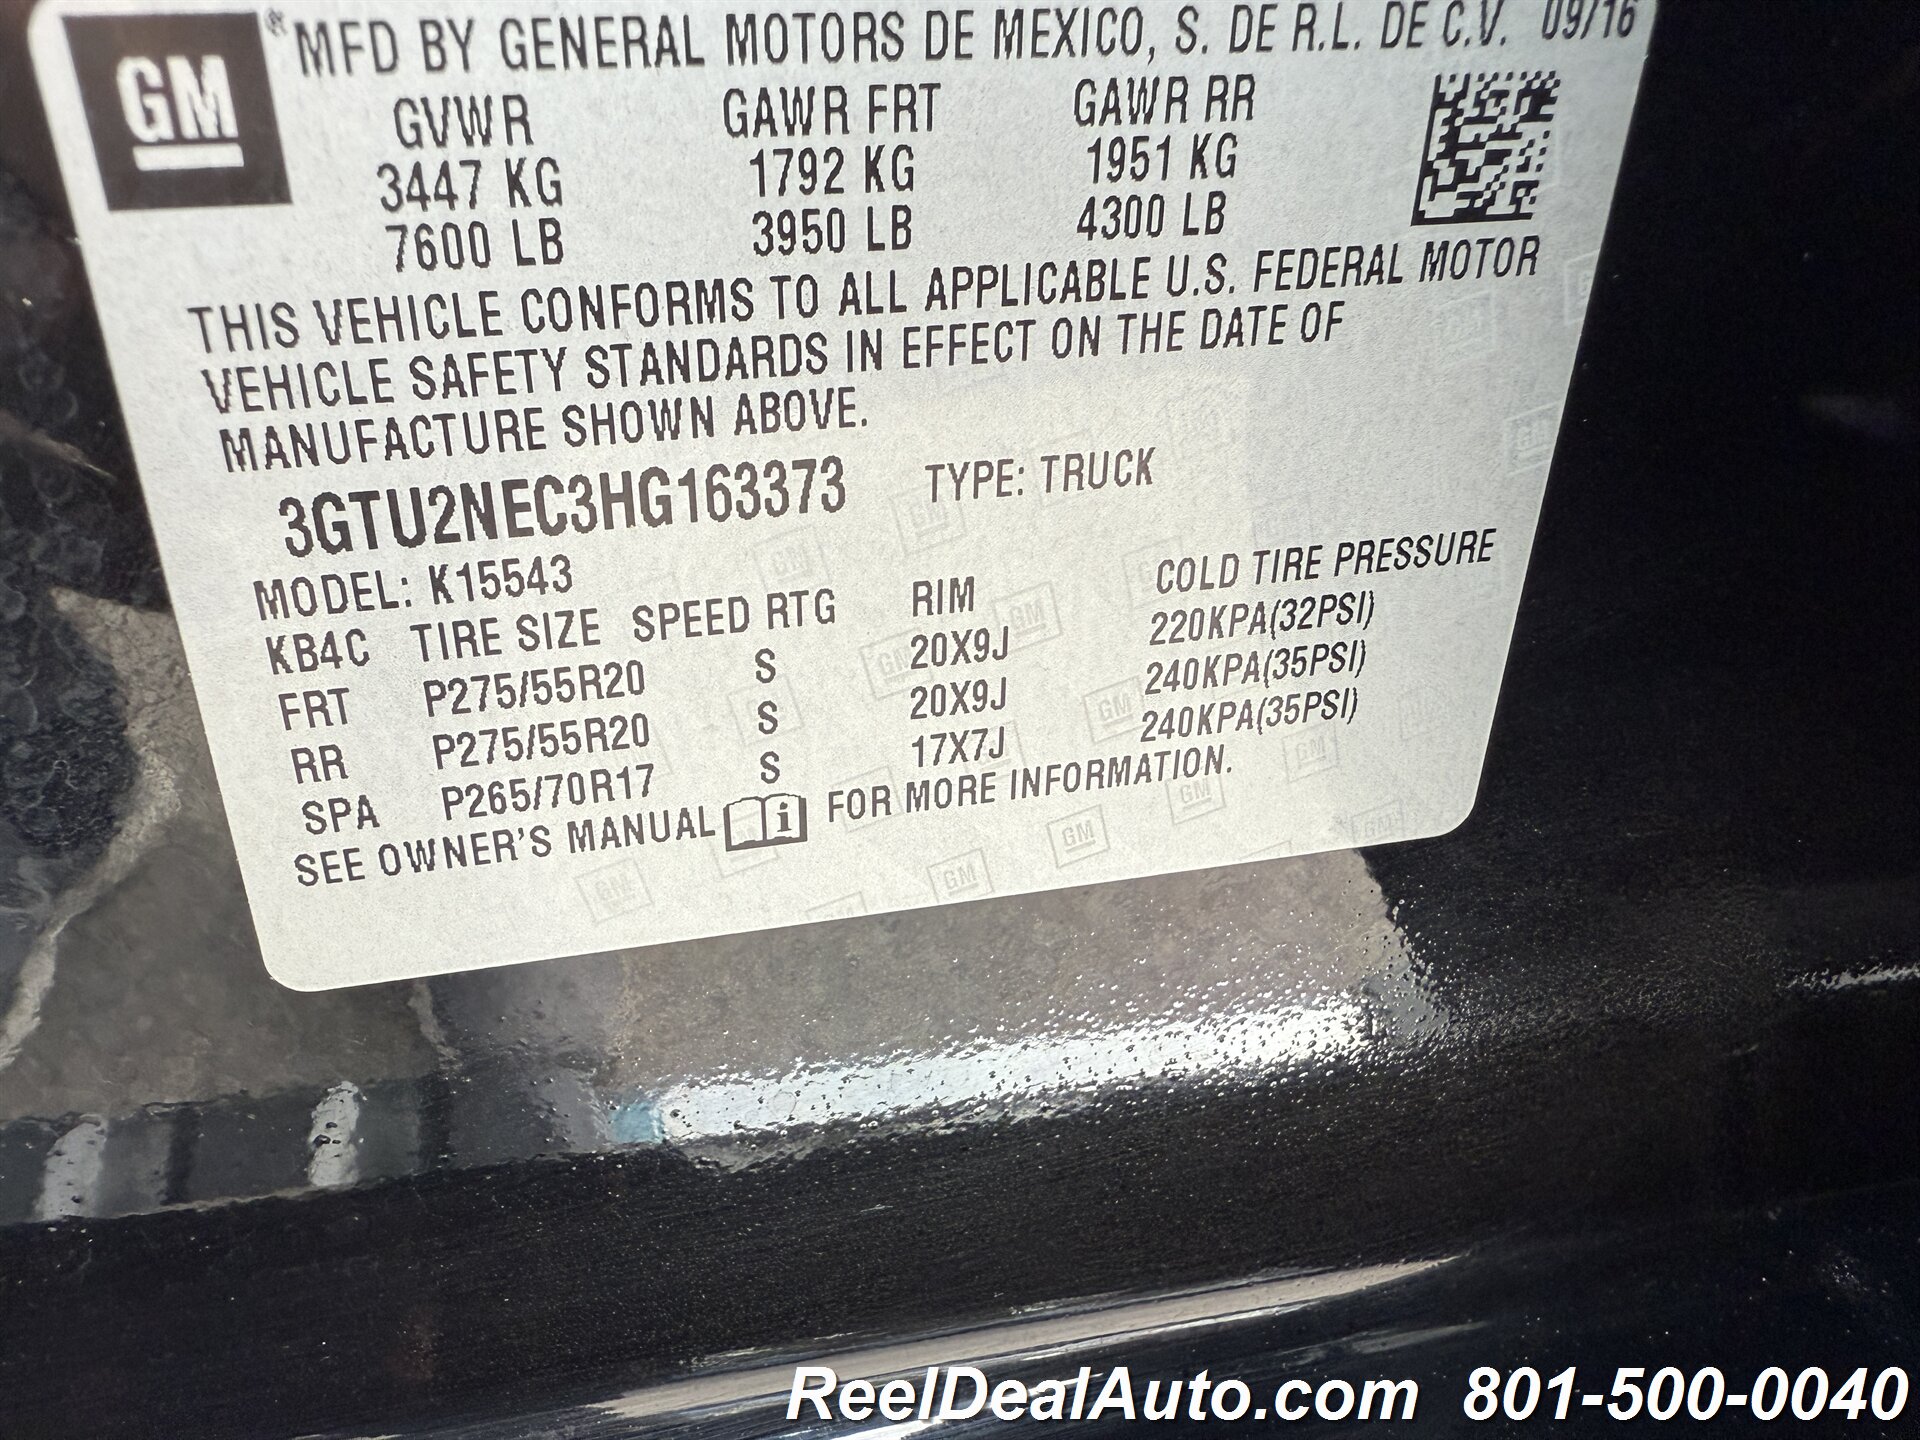 GM ® MFD BY GENERAL MOTORS DE MEXICO, S. DE R.L. DE C.V. 09/16
GVWR GAWR FRT GAWR RR
3447 KG 1792 KG 1951 KG
7600 LB 3950 LB 4300 LB
THIS VEHICLE CONFORMS TO ALL APPLICABLE U.S. FEDERAL MOTOR
VEHICLE SAFETY STANDARDS IN EFFECT ON THE DATE OF
MANUFACTURE SHOWN ABOVE.
3GTU2NEC3HG163373 TYPE: TRUCK
MODEL: K15543
KB4C TIRE SIZE SPEED RTG RIM COLD TIRE PRESSURE
FRT P275/55R20 S 20X9J 220KPA(32PSI)
RR P275/55R20 S 20X9J 240KPA(35PSI)
SPA P265/70R17 S 17X7J 240KPA(35PSI)
SEE OWNER'S MANUAL i FOR MORE INFORMATION.
ReelDealAuto.com 801-500-0040